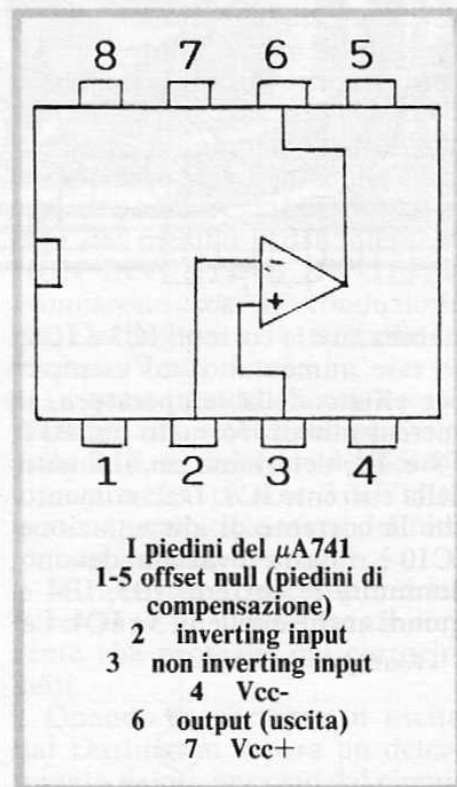 8 7 6 5
-
+
1 2 3 4
I piedini del μA741
1-5 offset null (piedini di
compensazione)
2 inverting input
3 non inverting input
4 Vcc-
6 output (uscita)
7 Vcc+